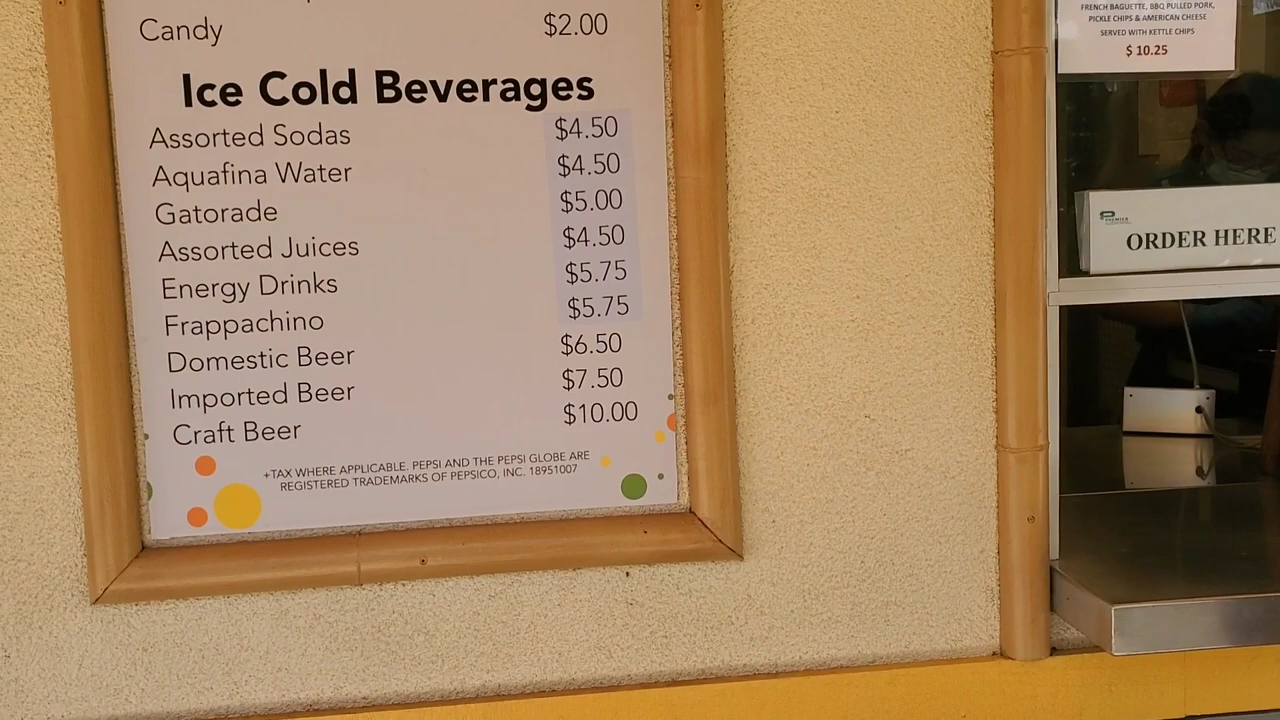 Candy $2.00
Ice Cold Beverages
Assorted Sodas $4.50
Aquafina Water $4.50
Gatorade $5.00
Assorted Juices $4.50
Energy Drinks $5.75
Frappachino $5.75
Domestic Beer $6.50
Imported Beer $7.50
Craft Beer $10.00
+TAX WHERE APPLICABLE. PEPSI AND THE PEPSI GLOBE ARE
REGISTERED TRADEMARKS OF PEPSICO, INC. 18951007
FRENCH BAGUETTE, BBQ PULLED PORK,
PICKLE CHIPS & AMERICAN CHEESE
SERVED WITH KETTLE CHIPS
$ 10.25
PREMIER
ORDER HERE